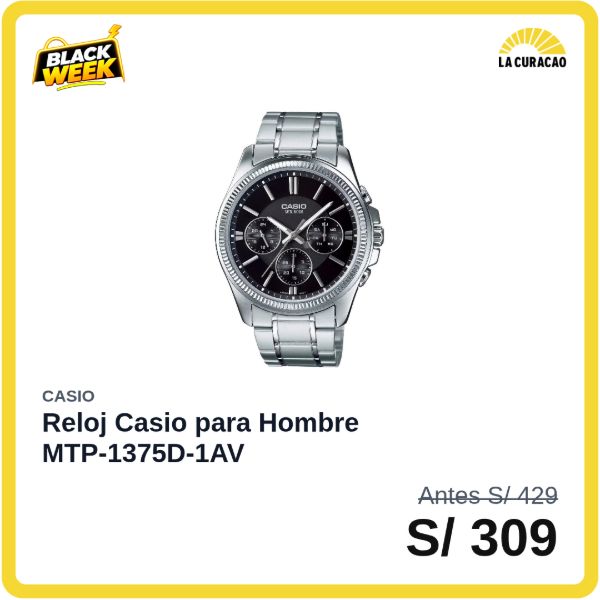 BLACK
WEEK
LA CURACAO
CASIO
CASIO
Reloj Casio para Hombre
MTP-1375D-1AV
Antes S/ 429
S/ 309